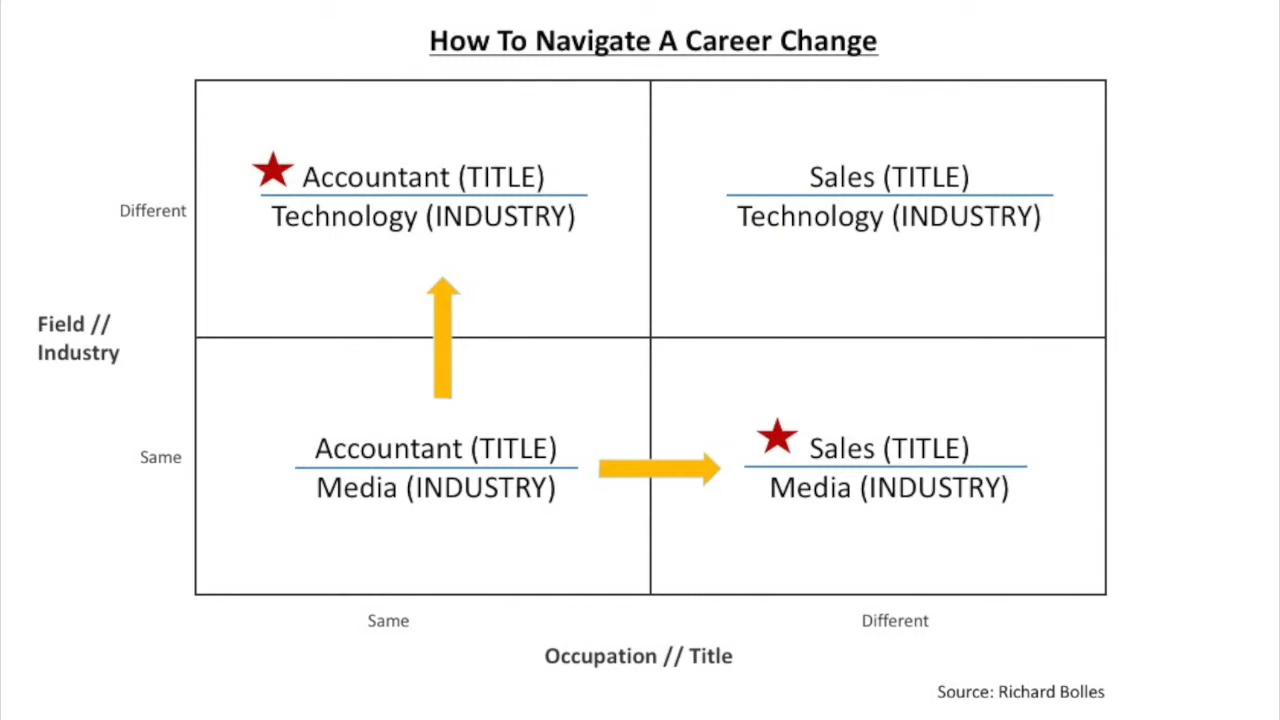 How To Navigate A Career Change
Accountant (TITLE)
Technology (INDUSTRY)
Sales (TITLE)
Technology (INDUSTRY)
Different
Field //
Industry
Same
Accountant (TITLE)
Media (INDUSTRY)
Sales (TITLE)
Media (INDUSTRY)
Same
Different
Occupation // Title
Source: Richard Bolles